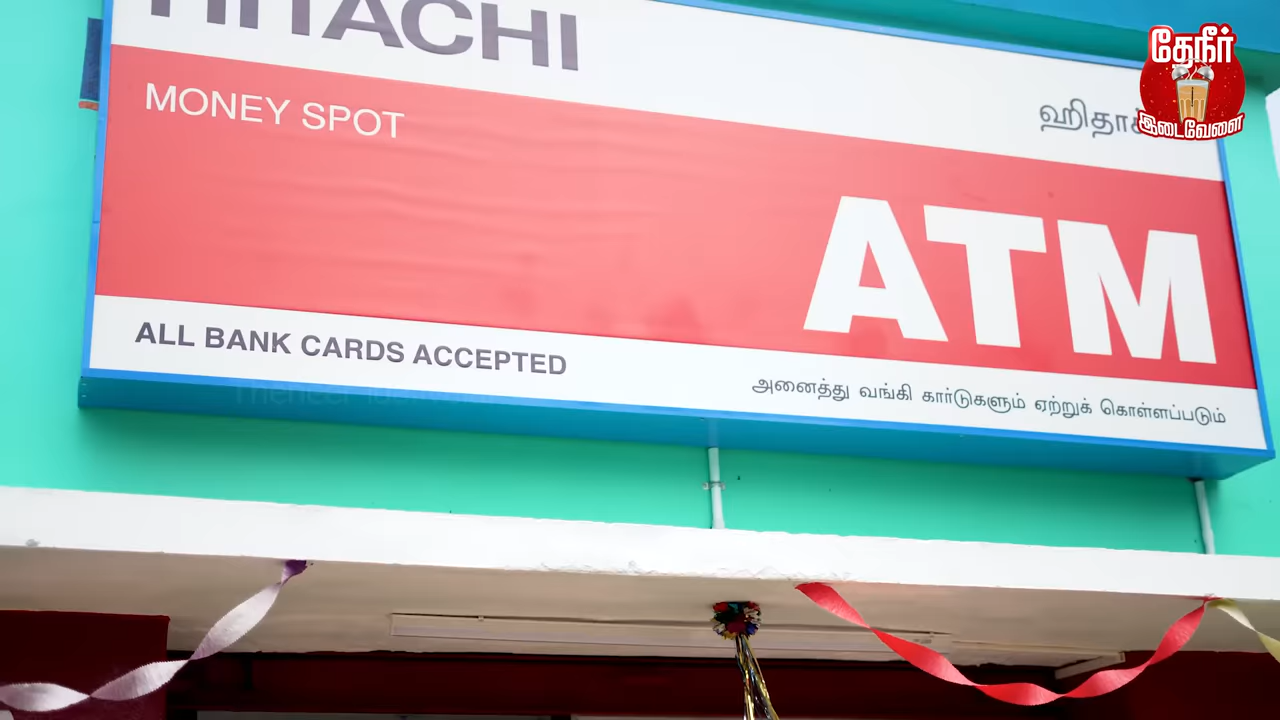 HITACHI
தேநீர்
இடைவேளை
MONEY SPOT
ATM
ALL BANK CARDS ACCEPTED
அனைத்து வங்கி கார்டுகளும் ஏற்றுக் கொள்ளப்படும்